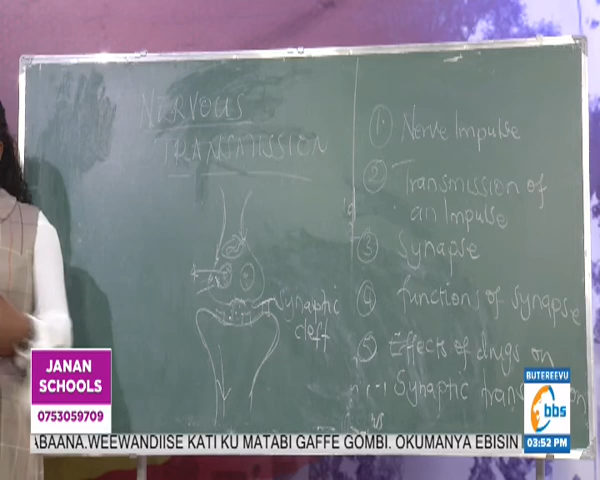 NERVOUS
TRANSMISSION
Synaptic
cleft
1. Nerve Impulse
2. Transmission of
an Impulse
3 Synapse
4 functions of synapse
5 Effects of drugs on
Synaptic
JANAN
SCHOOLS
0753059709
BUTEREEVU
bbs
03:52 PM
ABAANA.WEEWANDIISE KATI KU MATABI GAFFE GOMBI. OKUMANYA EBISIN